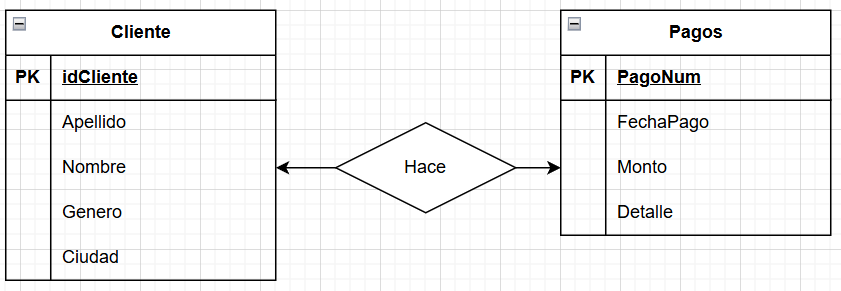 Cliente
PK idCliente
Apellido
Nombre
Genero
Ciudad
Hace
Pagos
PK PagoNum
FechaPago
Monto
Detalle